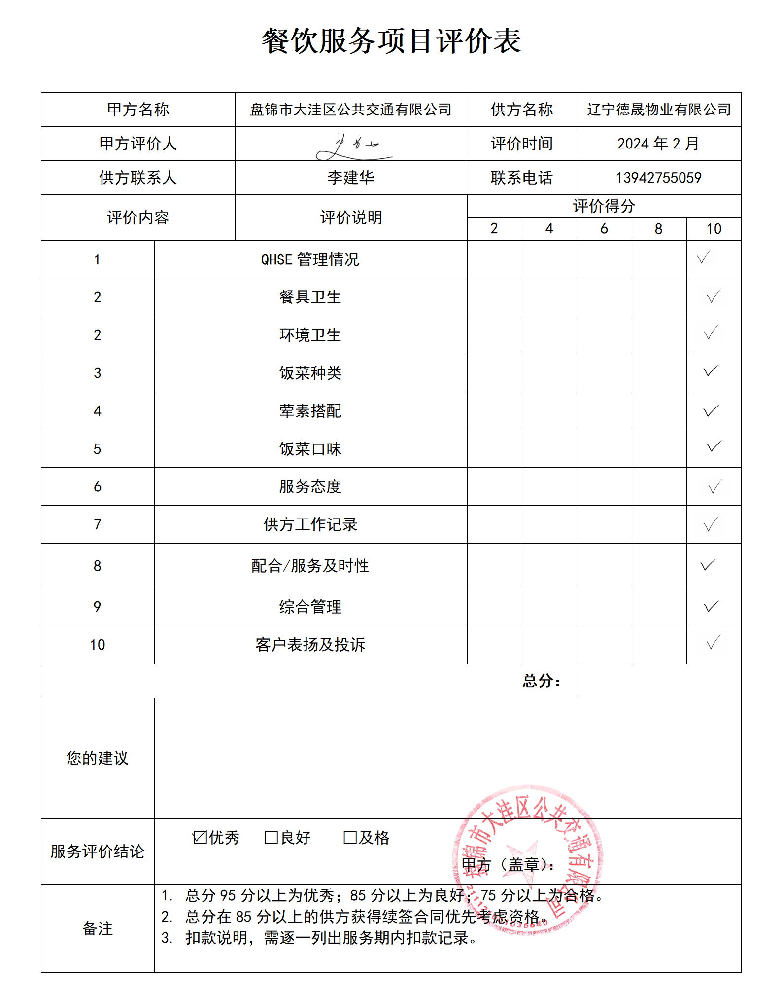 餐饮服务项目评价表
甲方名称 盘锦市大洼区公共交通有限公司 供方名称 辽宁德晟物业有限公司
甲方评价人 评价时间 2024 年 2 月
供方联系人 李建华 联系电话 13942755059
评价内容 评价说明 评价得分
2 4 6 8 10
1 QHSE 管理情况 ✓
2 餐具卫生 ✓
2 环境卫生 ✓
3 饭菜种类 ✓
4 荤素搭配 ✓
5 饭菜口味 ✓
6 服务态度 ✓
7 供方工作记录 ✓
8 配合/服务及时性 ✓
9 综合管理 ✓
10 客户表扬及投诉 ✓
总分：
您的建议
服务评价结论 ☑优秀 □良好 □及格
甲方（盖章）：
盘锦市大洼区公共交通有限公司
备注
1. 总分 95 分以上为优秀；85 分以上为良好；75 分以上为合格。
2. 总分在 85 分以上的供方获得续签合同优先考虑资格。
3. 扣款说明，需逐一列出服务期内扣款记录。